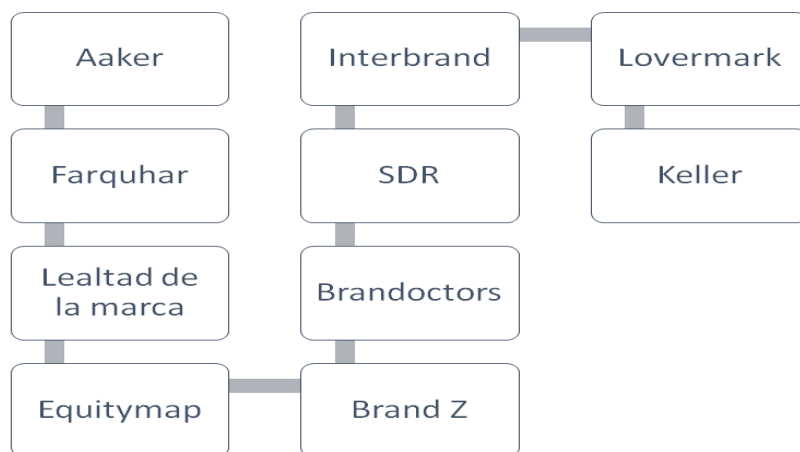 Aaker
Farquhar
Lealtad de
la marca
Equitymap
Brand Z
Brandoctors
SDR
Interbrand
Lovermark
Keller